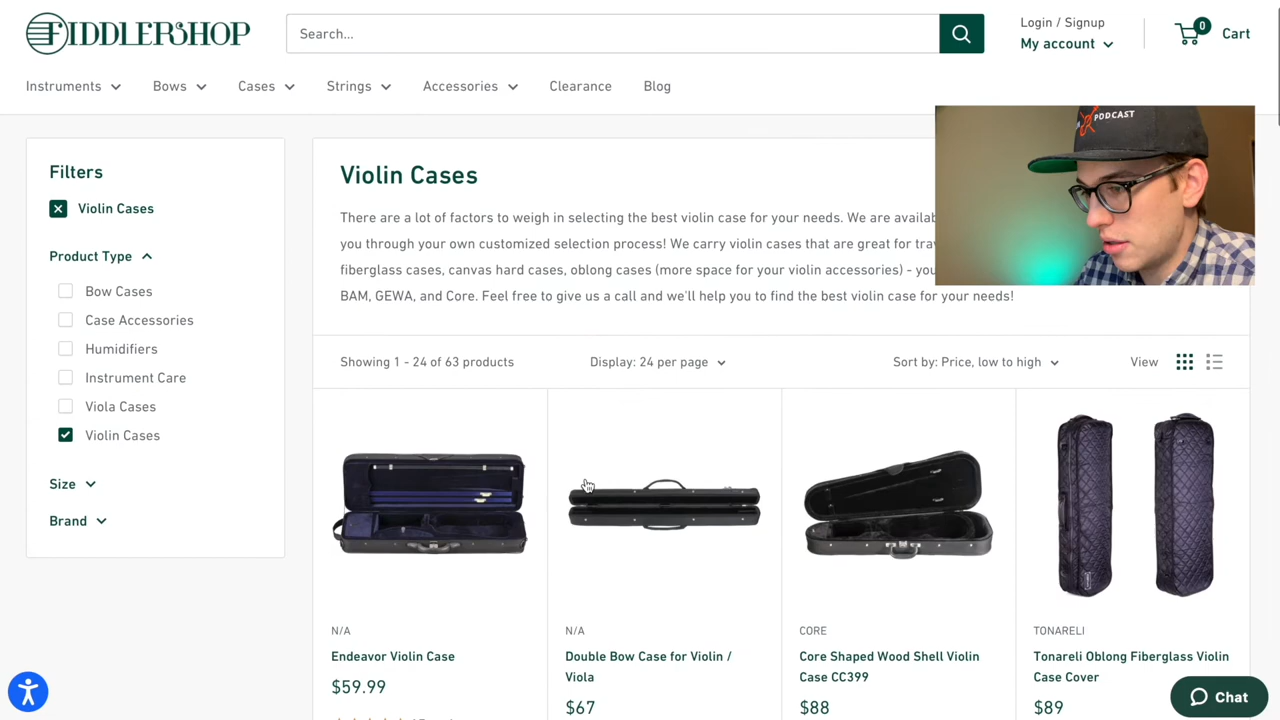 FIDDLERSHOP
Search...
Login / Signup
My account
0
Cart
Instruments
Bows
Cases
Strings
Accessories
Clearance
Blog
PODCAST
Filters
Violin Cases
Product Type
Bow Cases
Case Accessories
Humidifiers
Instrument Care
Viola Cases
Violin Cases
Size
Brand
Violin Cases
There are a lot of factors to weigh in selecting the best violin case for your needs. We are
you through your own customized selection process! We carry violin cases that are great for
fiberglass cases, canvas hard cases, oblong cases (more space for your violin accessories) -
BAM, GEWA, and Core. Feel free to give us a call and we'll help you to find the best violin case for your needs!
Showing 1 - 24 of 63 products
Display: 24 per page
Sort by: Price, low to high
View
N/A
Endeavor Violin Case
$59.99
N/A
Double Bow Case for Violin /
Viola
$67
CORE
Core Shaped Wood Shell Violin
Case CC399
$88
TONARELI
Tonareli Oblong Fiberglass Violin
Case Cover
$89
Chat